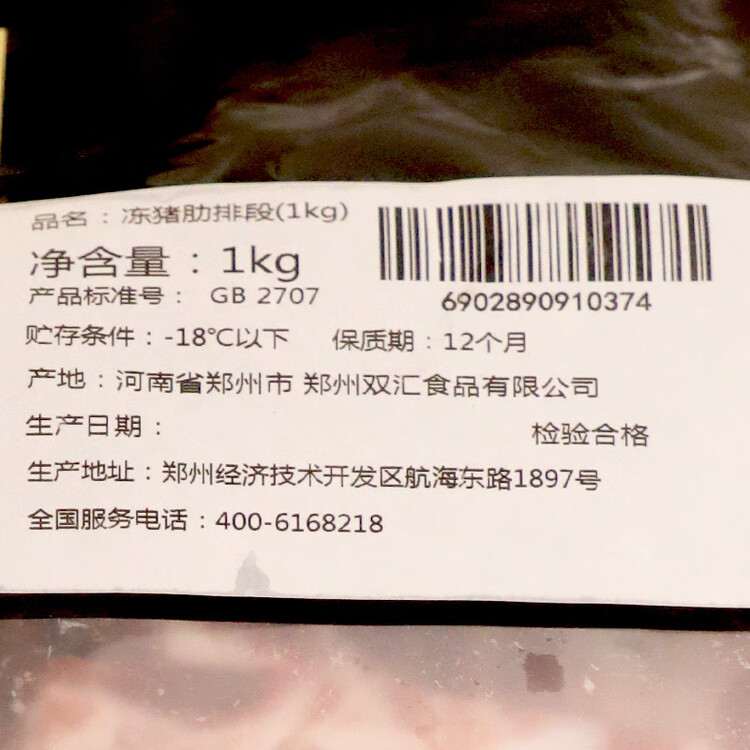 品名：冻猪肋排段(1kg)
净含量：1kg
产品标准号： GB 2707
6902890910374
贮存条件：-18℃以下 保质期：12个月
产地：河南省郑州市 郑州双汇食品有限公司
生产日期： 检验合格
生产地址：郑州经济技术开发区航海东路1897号
全国服务电话：400-6168218